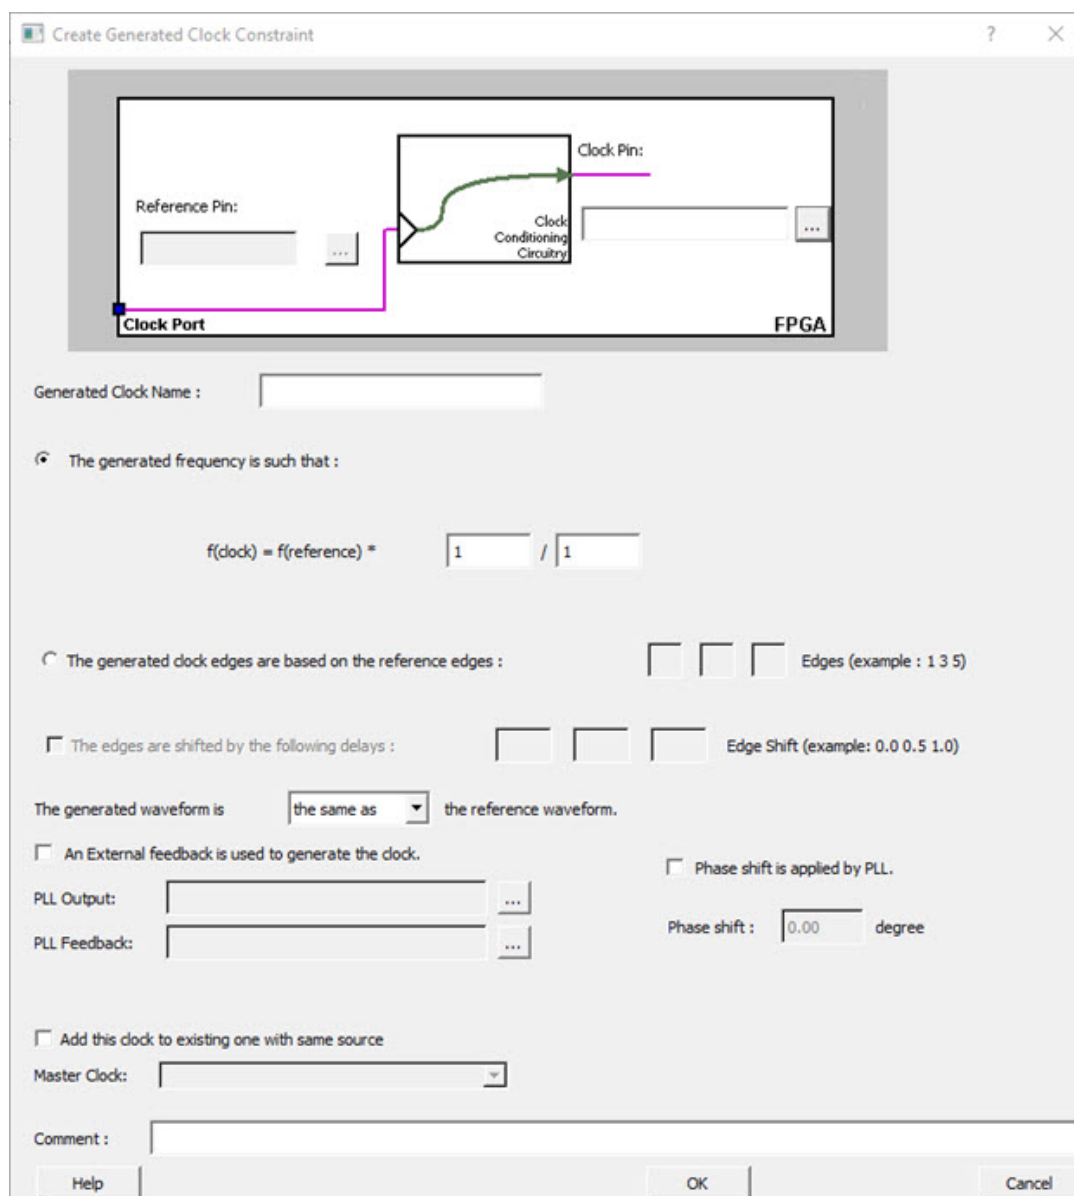 Create Generated Clock Constraint ? ×
Clock Pin:
Reference Pin:
...
...
Clock
Conditioning
Circuitry
Clock Port
FPGA
Generated Clock Name :
The generated frequency is such that :
f(clock) = f(reference) * 1 / 1
The generated clock edges are based on the reference edges : Edges (example : 1 3 5)
The edges are shifted by the following delays : Edge Shift (example: 0.0 0.5 1.0)
The generated waveform is the same as the reference waveform.
An External feedback is used to generate the clock.
Phase shift is applied by PLL.
PLL Output: ...
Phase shift : 0.00 degree
PLL Feedback: ...
Add this clock to existing one with same source
Master Clock:
Comment :
Help OK Cancel